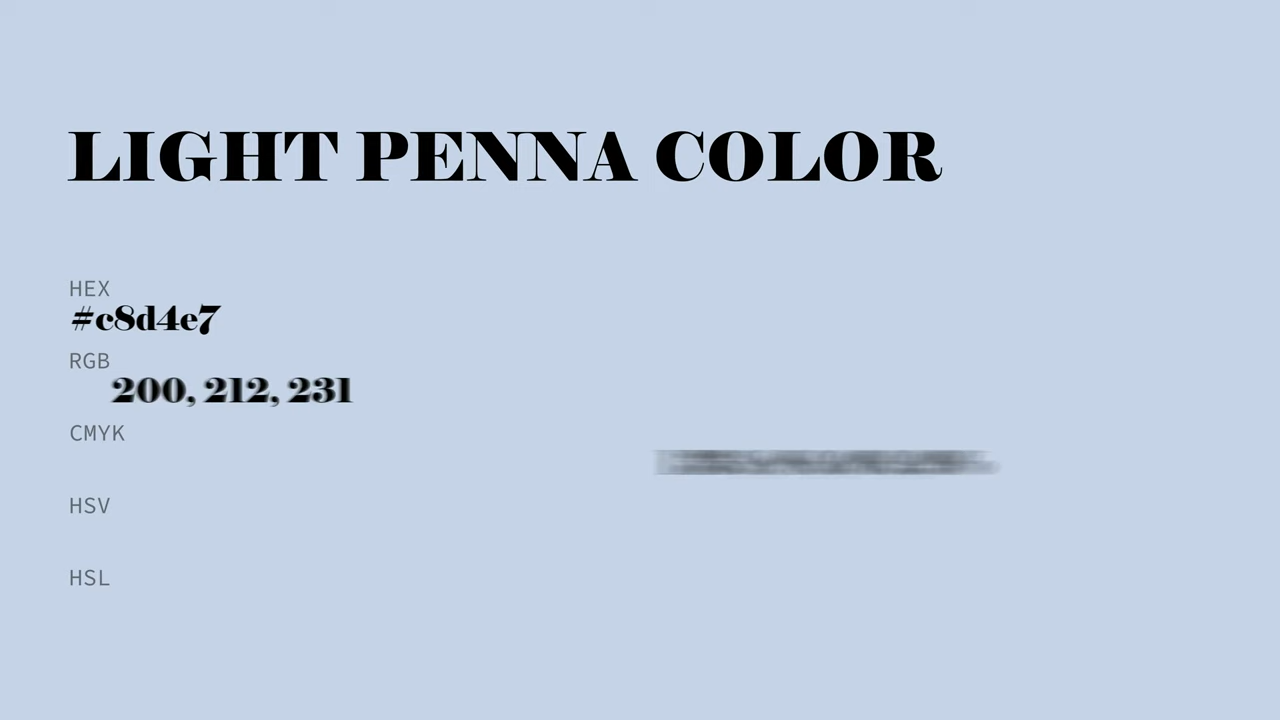 LIGHT PENNA COLOR
HEX
#c8d4e7
RGB
200, 212, 231
CMYK
HSV
HSL